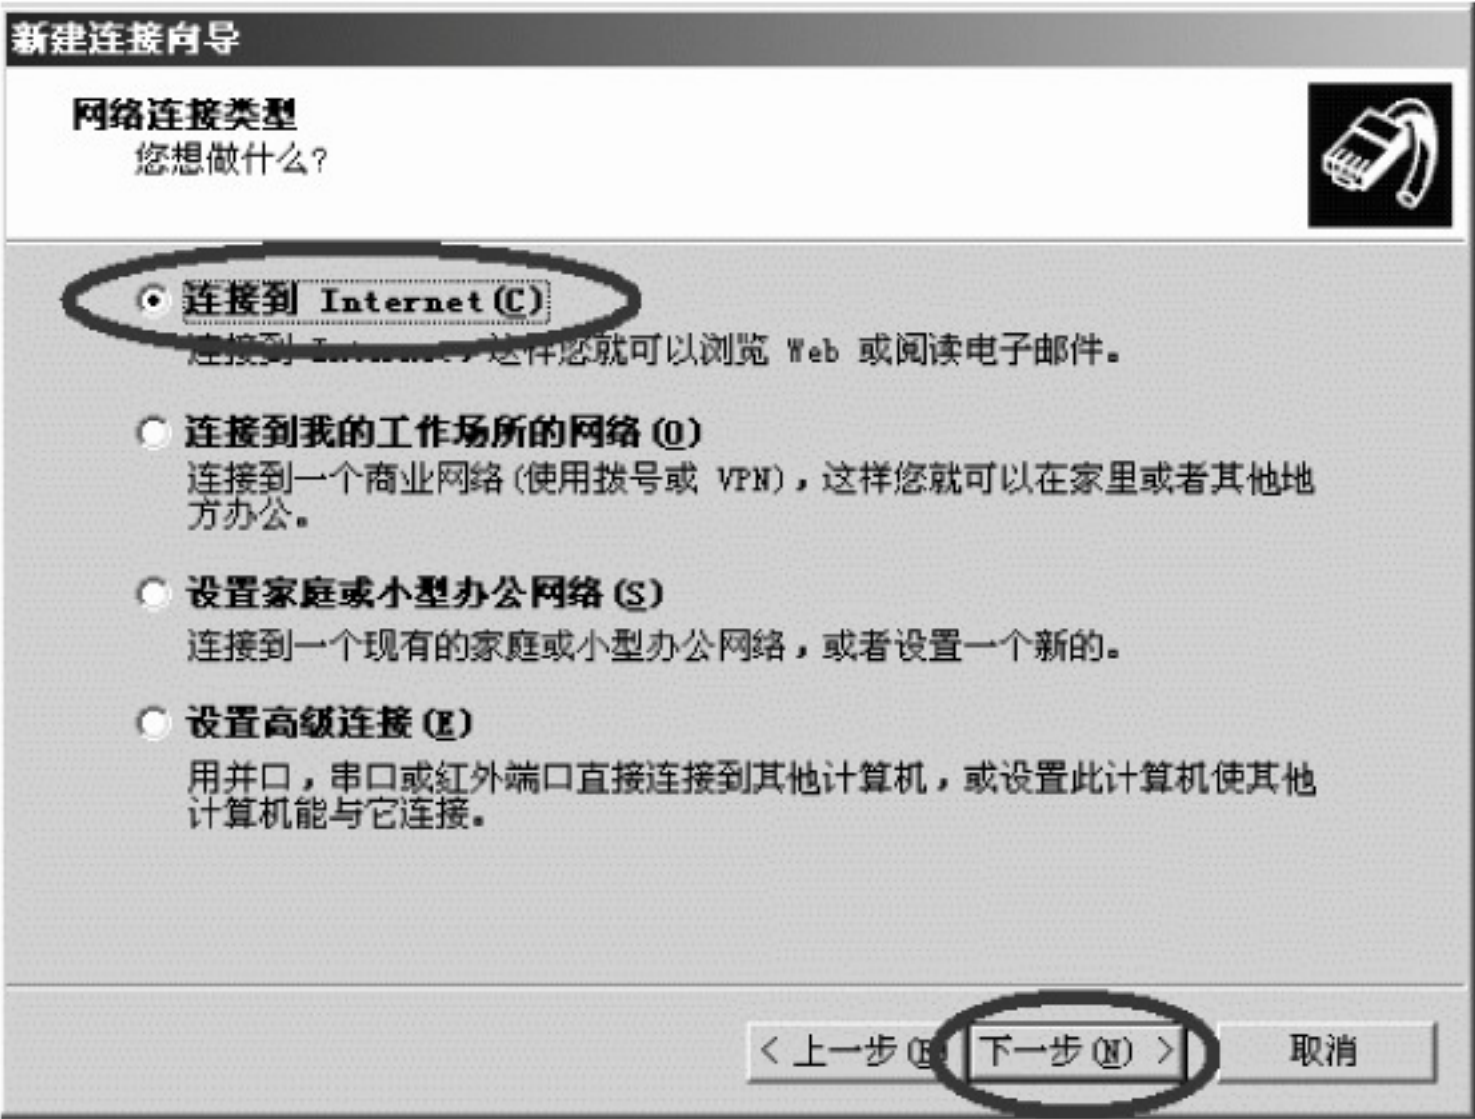 新建连接向导
网络连接类型
您想做什么?
连接到 Internet(C)
连接到 Internet，这样您就可以浏览 Web 或阅读电子邮件。
连接到我的工作场所的网络(O)
连接到一个商业网络(使用拨号或 VPN)，这样您就可以在家里或者其他地
方办公。
设置家庭或小型办公网络(S)
连接到一个现有的家庭或小型办公网络，或者设置一个新的。
设置高级连接(E)
用并口，串口或红外端口直接连接到其他计算机，或设置此计算机使其他
计算机能与它连接。
< 上一步(B) 下一步(N) > 取消